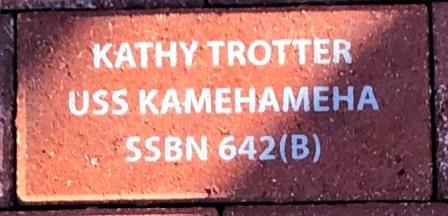 KATHY TROTTER
USS KAMEHAMEHA
SSBN 642(B)